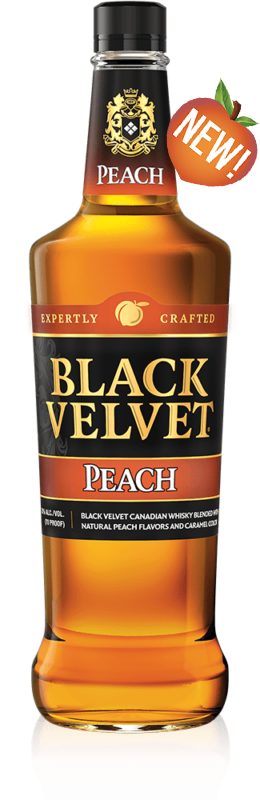 PEACH
NEW!
EXPERTLY CRAFTED
BLACK
VELVET
PEACH
ALC./VOL.
(70 PROOF)
BLACK VELVET CANADIAN WHISKY BLENDED WITH
NATURAL PEACH FLAVORS AND CARAMEL COLOR